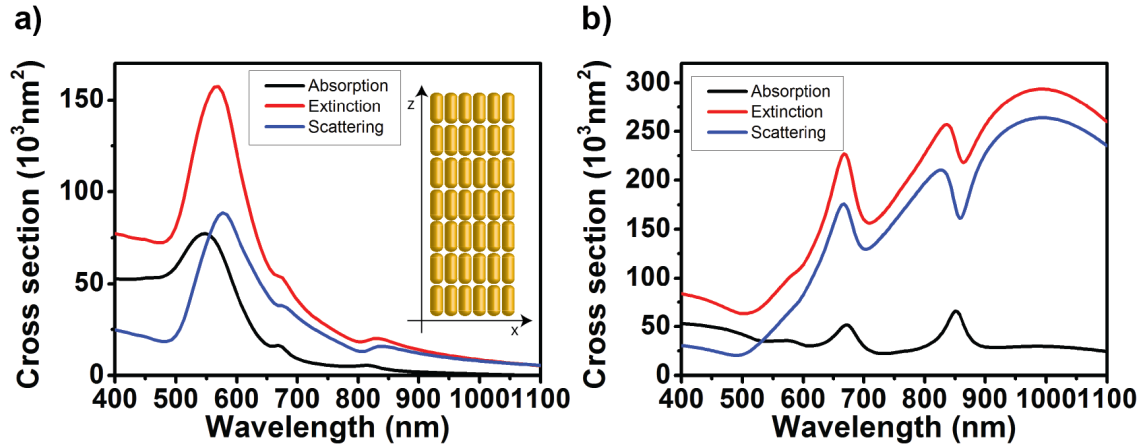 a)
Cross section (10³nm²)
150
100
50
0
Absorption
Extinction
Scattering
z
x
400 500 600 700 800 900 10001100
Wavelength (nm)
b)
Cross section (10³nm²)
300
250
200
150
100
50
0
Absorption
Extinction
Scattering
400 500 600 700 800 900 10001100
Wavelength (nm)